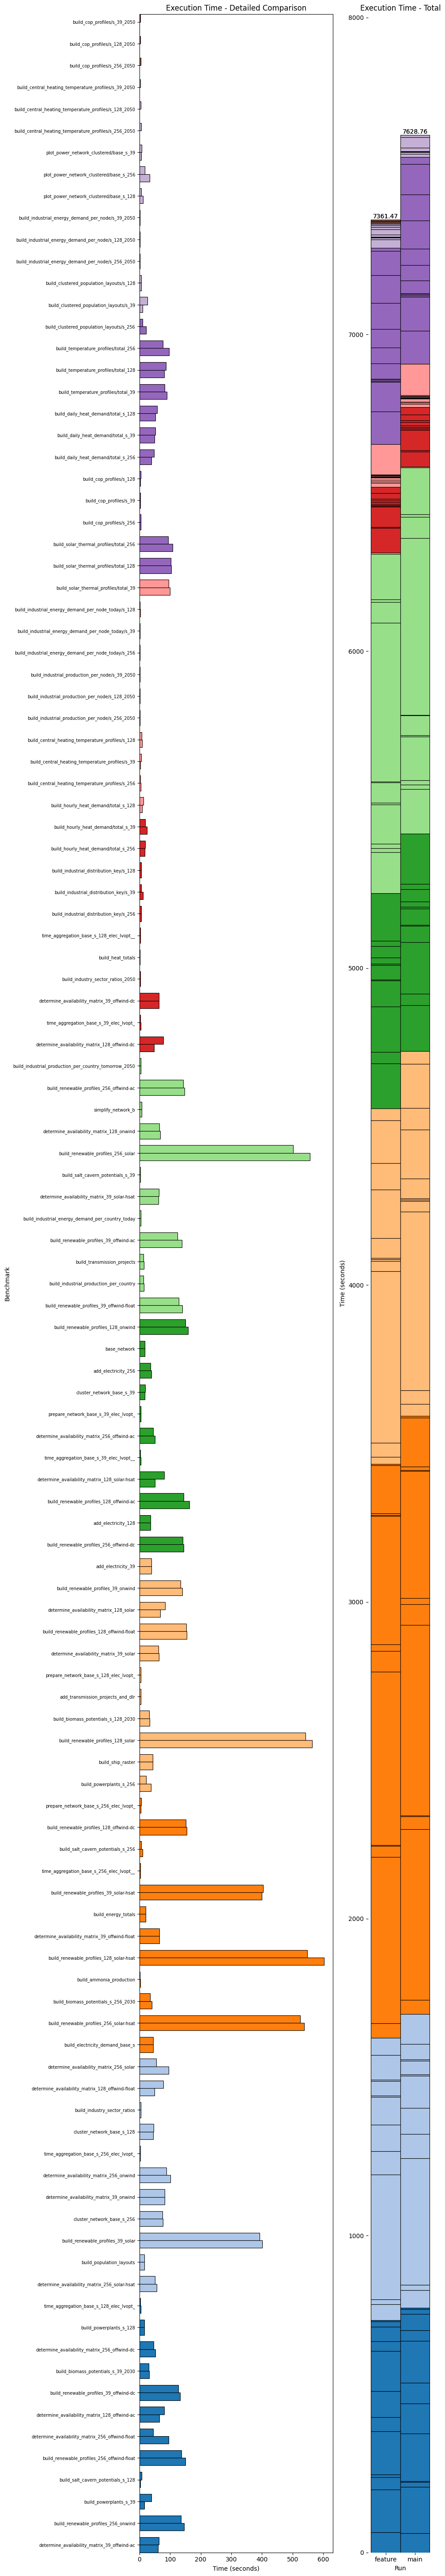 Execution Time - Detailed Comparison
Execution Time - Total
build_cop_profiles/s_39_2050
build_cop_profiles/s_128_2050
build_cop_profiles/s_256_2050
build_central_heating_temperature_profiles/s_39_2050
build_central_heating_temperature_profiles/s_128_2050
build_central_heating_temperature_profiles/s_256_2050
plot_power_network_clustered/base_s_39
plot_power_network_clustered/base_s_256
plot_power_network_clustered/base_s_128
build_industrial_energy_demand_per_node/s_39_2050
build_industrial_energy_demand_per_node/s_128_2050
build_industrial_energy_demand_per_node/s_256_2050
build_clustered_population_layouts/s_128
build_clustered_population_layouts/s_39
build_clustered_population_layouts/s_256
build_temperature_profiles/total_256
build_temperature_profiles/total_128
build_temperature_profiles/total_39
build_daily_heat_demand/total_s_128
build_daily_heat_demand/total_s_39
build_daily_heat_demand/total_s_256
build_cop_profiles/s_128
build_cop_profiles/s_39
build_cop_profiles/s_256
build_solar_thermal_profiles/total_256
build_solar_thermal_profiles/total_128
build_solar_thermal_profiles/total_39
build_industrial_energy_demand_per_node_today/s_128
build_industrial_energy_demand_per_node_today/s_39
build_industrial_energy_demand_per_node_today/s_256
build_industrial_production_per_node/s_39_2050
build_industrial_production_per_node/s_128_2050
build_industrial_production_per_node/s_256_2050
build_central_heating_temperature_profiles/s_128
build_central_heating_temperature_profiles/s_39
build_central_heating_temperature_profiles/s_256
build_hourly_heat_demand/total_s_128
build_hourly_heat_demand/total_s_39
build_hourly_heat_demand/total_s_256
build_industrial_distribution_key/s_128
build_industrial_distribution_key/s_39
build_industrial_distribution_key/s_256
time_aggregation_base_s_128_elec_lvopt__
build_heat_totals
build_industry_sector_ratios_2050
determine_availability_matrix_39_offwind-dc
time_aggregation_base_s_39_elec_lvopt_
determine_availability_matrix_128_offwind-dc
build_industrial_production_per_country_tomorrow_2050
build_renewable_profiles_256_offwind-ac
simplify_network_b
determine_availability_matrix_128_onwind
build_renewable_profiles_256_solar
build_salt_cavern_potentials_s_39
determine_availability_matrix_39_solar-hsat
build_industrial_energy_demand_per_country_today
build_renewable_profiles_39_offwind-ac
build_transmission_projects
build_industrial_production_per_country
build_renewable_profiles_39_offwind-float
build_renewable_profiles_128_onwind
base_network
add_electricity_256
cluster_network_base_s_39
prepare_network_base_s_39_elec_lvopt_
determine_availability_matrix_256_offwind-ac
time_aggregation_base_s_39_elec_lvopt__
determine_availability_matrix_128_solar-hsat
build_renewable_profiles_128_offwind-ac
add_electricity_128
build_renewable_profiles_256_offwind-dc
add_electricity_39
build_renewable_profiles_39_onwind
determine_availability_matrix_128_solar
build_renewable_profiles_128_offwind-float
determine_availability_matrix_39_solar
prepare_network_base_s_128_elec_lvopt_
add_transmission_projects_and_dlr
build_biomass_potentials_s_128_2030
build_renewable_profiles_128_solar
build_ship_raster
build_powerplants_s_256
prepare_network_base_s_256_elec_lvopt_
build_renewable_profiles_128_offwind-dc
build_salt_cavern_potentials_s_256
time_aggregation_base_s_256_elec_lvopt__
build_renewable_profiles_39_solar-hsat
build_energy_totals
determine_availability_matrix_39_offwind-float
build_renewable_profiles_128_solar-hsat
build_ammonia_production
build_biomass_potentials_s_256_2030
build_renewable_profiles_256_solar-hsat
build_electricity_demand_base_s
determine_availability_matrix_256_solar
determine_availability_matrix_128_offwind-float
build_industry_sector_ratios
cluster_network_base_s_128
time_aggregation_base_s_256_elec_lvopt_
determine_availability_matrix_256_onwind
determine_availability_matrix_39_onwind
cluster_network_base_s_256
build_renewable_profiles_39_solar
build_population_layouts
determine_availability_matrix_256_solar-hsat
time_aggregation_base_s_128_elec_lvopt_
build_powerplants_s_128
determine_availability_matrix_256_offwind-dc
build_biomass_potentials_s_39_2030
build_renewable_profiles_39_offwind-dc
determine_availability_matrix_128_offwind-ac
determine_availability_matrix_256_offwind-float
build_renewable_profiles_256_offwind-float
build_salt_cavern_potentials_s_128
build_powerplants_s_39
build_renewable_profiles_256_onwind
determine_availability_matrix_39_offwind-ac
Benchmark
0 100 200 300 400 500 600
Time (seconds)
8000
7000
6000
5000
4000
3000
2000
1000
0
Time (seconds)
7361.47
7628.76
feature main
Run